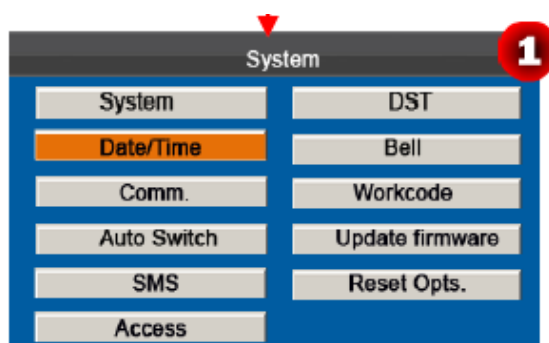 System
1
System
DST
Date/Time
Bell
Comm.
Workcode
Auto Switch
Update firmware
SMS
Reset Opts.
Access